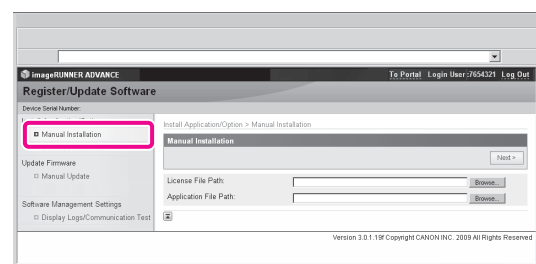 imageRUNNER ADVANCE
To Portal Login User :7654321 Log Out
Register/Update Software
Device Serial Number:
Manual Installation
Install Application/Option > Manual Installation
Manual Installation
Next >
License File Path:
Browse...
Application File Path:
Browse...
Update Firmware
Manual Update
Software Management Settings
Display Logs/Communication Test
Version 3.0.1.19f Copyright CANON INC. 2009 All Rights Reserved